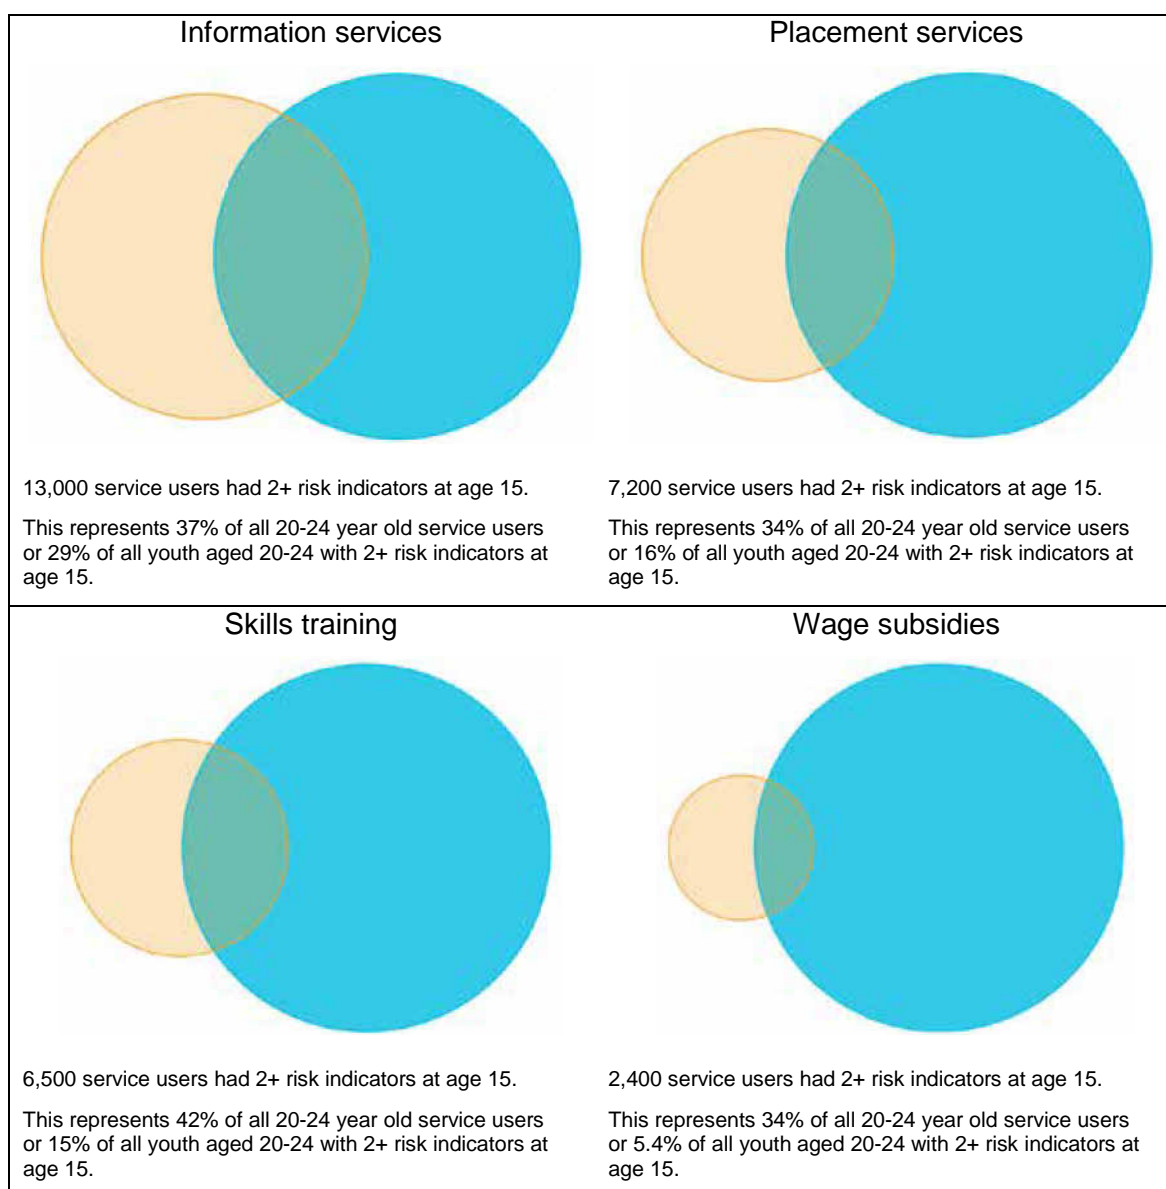 Information services
13,000 service users had 2+ risk indicators at age 15.
This represents 37% of all 20-24 year old service users
or 29% of all youth aged 20-24 with 2+ risk indicators at
age 15.
Placement services
7,200 service users had 2+ risk indicators at age 15.
This represents 34% of all 20-24 year old service users
or 16% of all youth aged 20-24 with 2+ risk indicators at
age 15.
Skills training
6,500 service users had 2+ risk indicators at age 15.
This represents 42% of all 20-24 year old service users
or 15% of all youth aged 20-24 with 2+ risk indicators at
age 15.
Wage subsidies
2,400 service users had 2+ risk indicators at age 15.
This represents 34% of all 20-24 year old service users
or 5.4% of all youth aged 20-24 with 2+ risk indicators at
age 15.